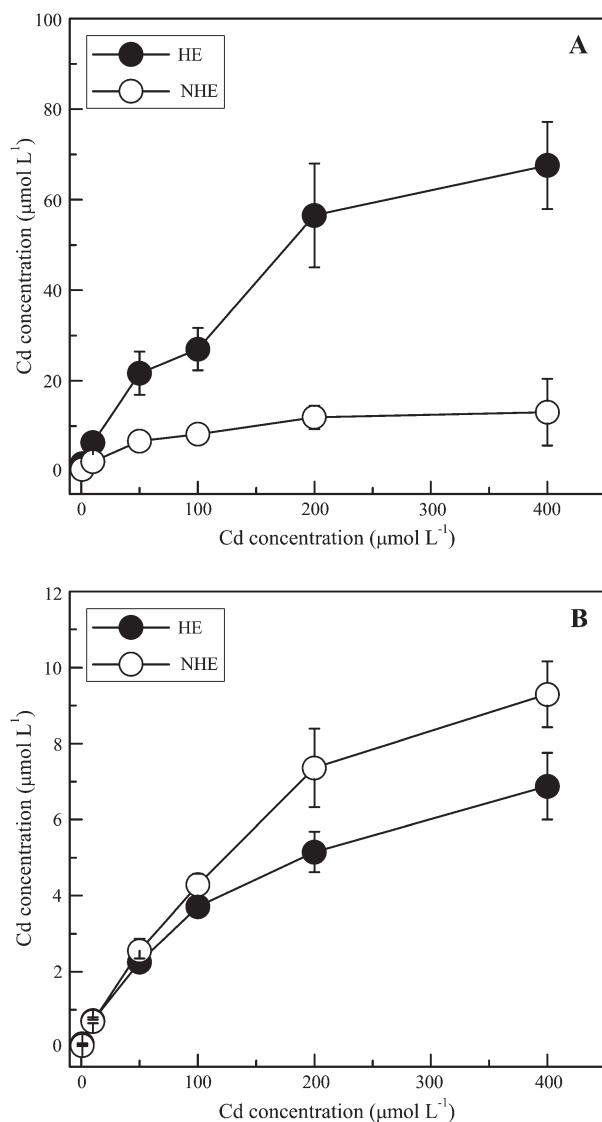 A
HE
NHE
100
80
60
40
20
0
Cd concentration (μmol L¹)
0 100 200 300 400
Cd concentration (μmol L⁻¹)
B
HE
NHE
12
10
8
6
4
2
0
Cd concentration (μmol L¹)
0 100 200 300 400
Cd concentration (μmol L⁻¹)